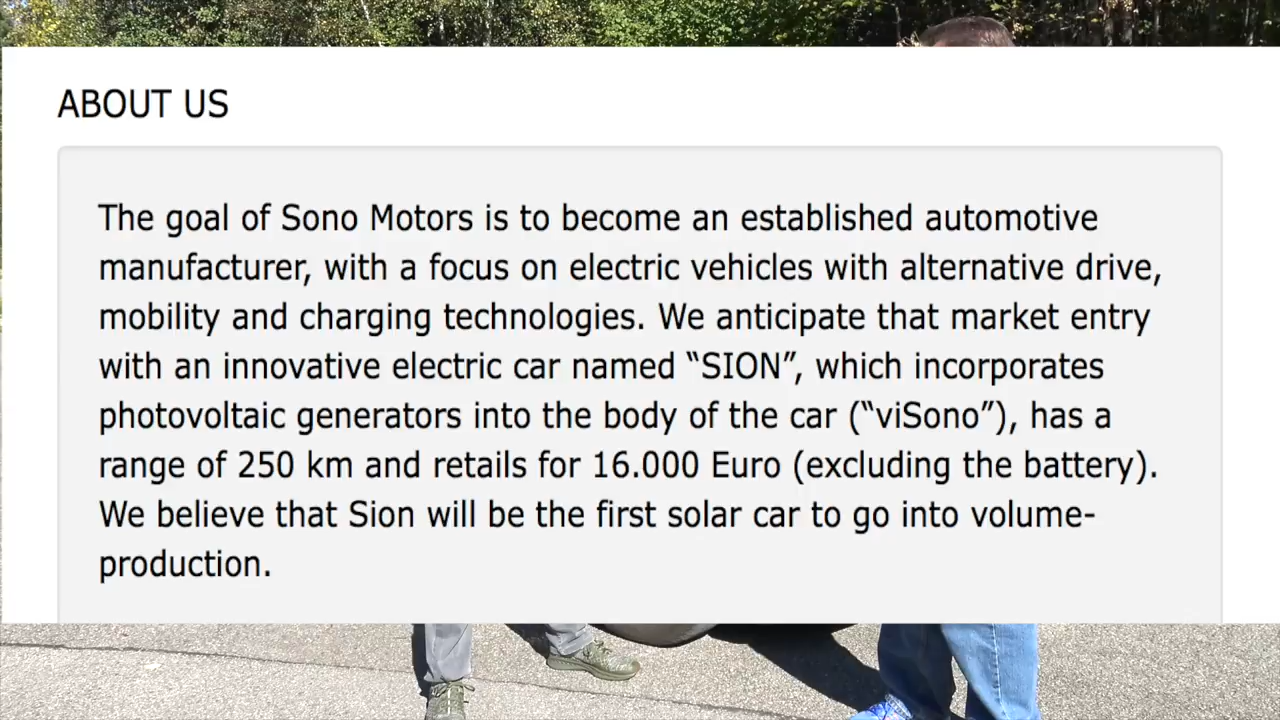 ABOUT US
The goal of Sono Motors is to become an established automotive
manufacturer, with a focus on electric vehicles with alternative drive,
mobility and charging technologies. We anticipate that market entry
with an innovative electric car named “SION”, which incorporates
photovoltaic generators into the body of the car (“viSono”), has a
range of 250 km and retails for 16.000 Euro (excluding the battery).
We believe that Sion will be the first solar car to go into volume-
production.